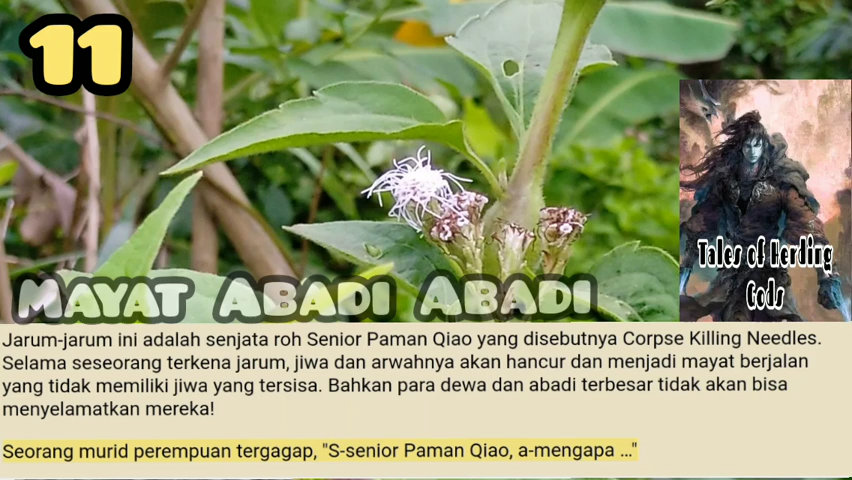 11
Tales of Herding
Gods
Mayat Abadi Abadi
Jarum-jarum ini adalah senjata roh Senior Paman Qiao yang disebutnya Corpse Killing Needles.
Selama seseorang terkena jarum, jiwa dan arwahnya akan hancur dan menjadi mayat berjalan
yang tidak memiliki jiwa yang tersisa. Bahkan para dewa dan abadi terbesar tidak akan bisa
menyelamatkan mereka!
Seorang murid perempuan tergagap, "S-senior Paman Qiao, a-mengapa …"